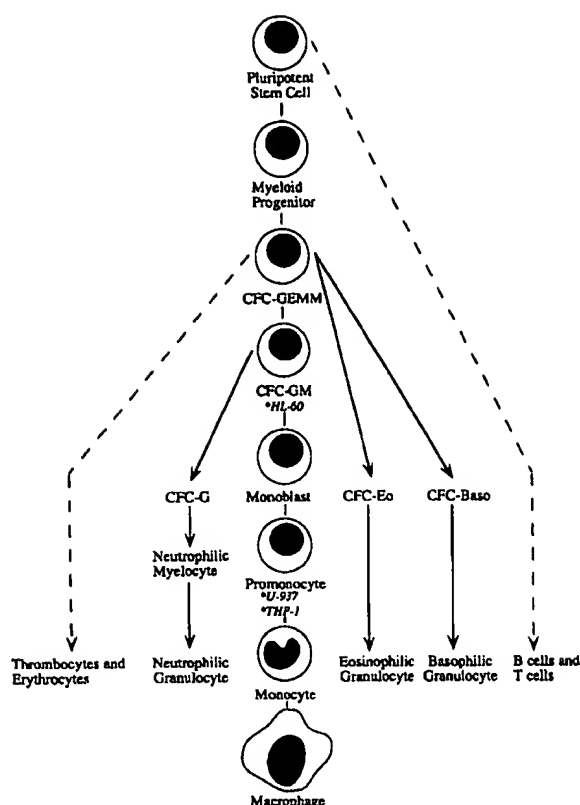 Pluripotent
Stem Cell
Myeloid
Progenitor
CFC-GEMM
CFC-GM
*HL-60
CFC-G
Monoblast
CFC-Eo
CFC-Baso
Neutrophilic
Myelocyte
Promonocyte
*U-937
*THP-1
Thrombocytes and
Erythrocytes
Neutrophilic
Granulocyte
Monocyte
Eosinophilic
Granulocyte
Basophilic
Granulocyte
B cells and
T cells
Macrophage